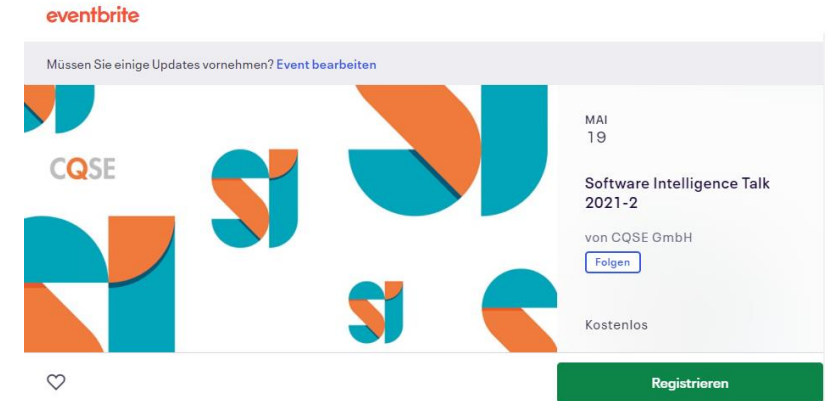 eventbrite
Müssen Sie einige Updates vornehmen? Event bearbeiten
CQSE
MAI
19
Software Intelligence Talk
2021-2
von CQSE GmbH
Folgen
Kostenlos
Registrieren